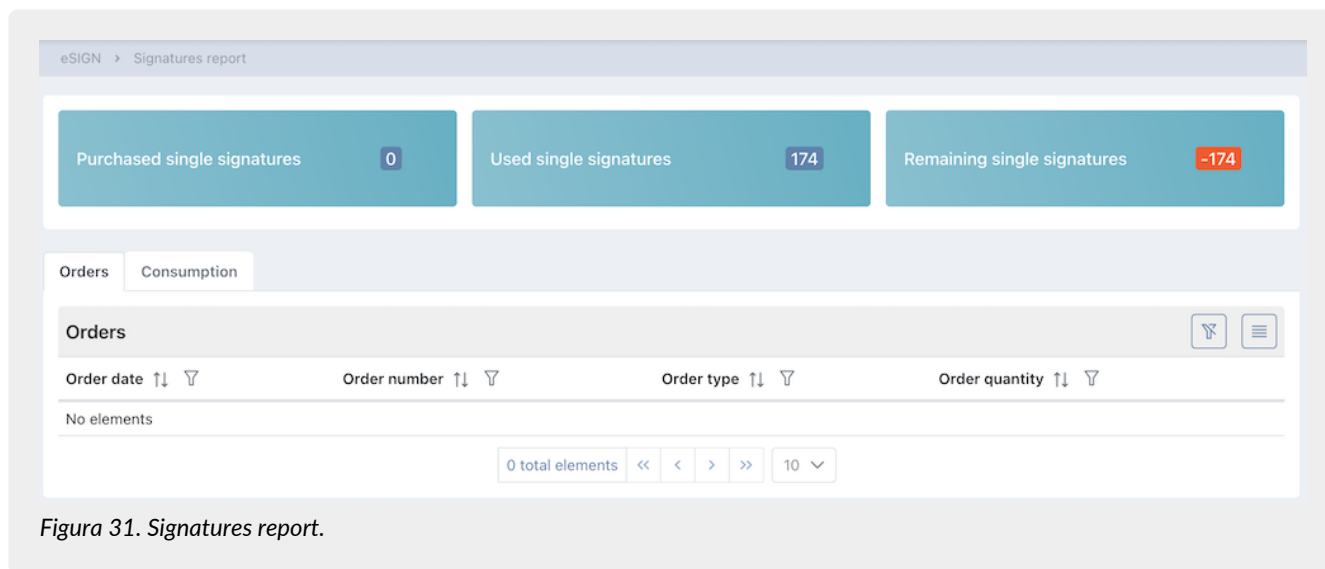 eSIGN > Signatures report
Purchased single signatures 0 Used single signatures 174 Remaining single signatures -174
Orders Consumption
Orders
Order date Order number Order type Order quantity
No elements
0 total elements « < > » 10
Figura 31. Signatures report.